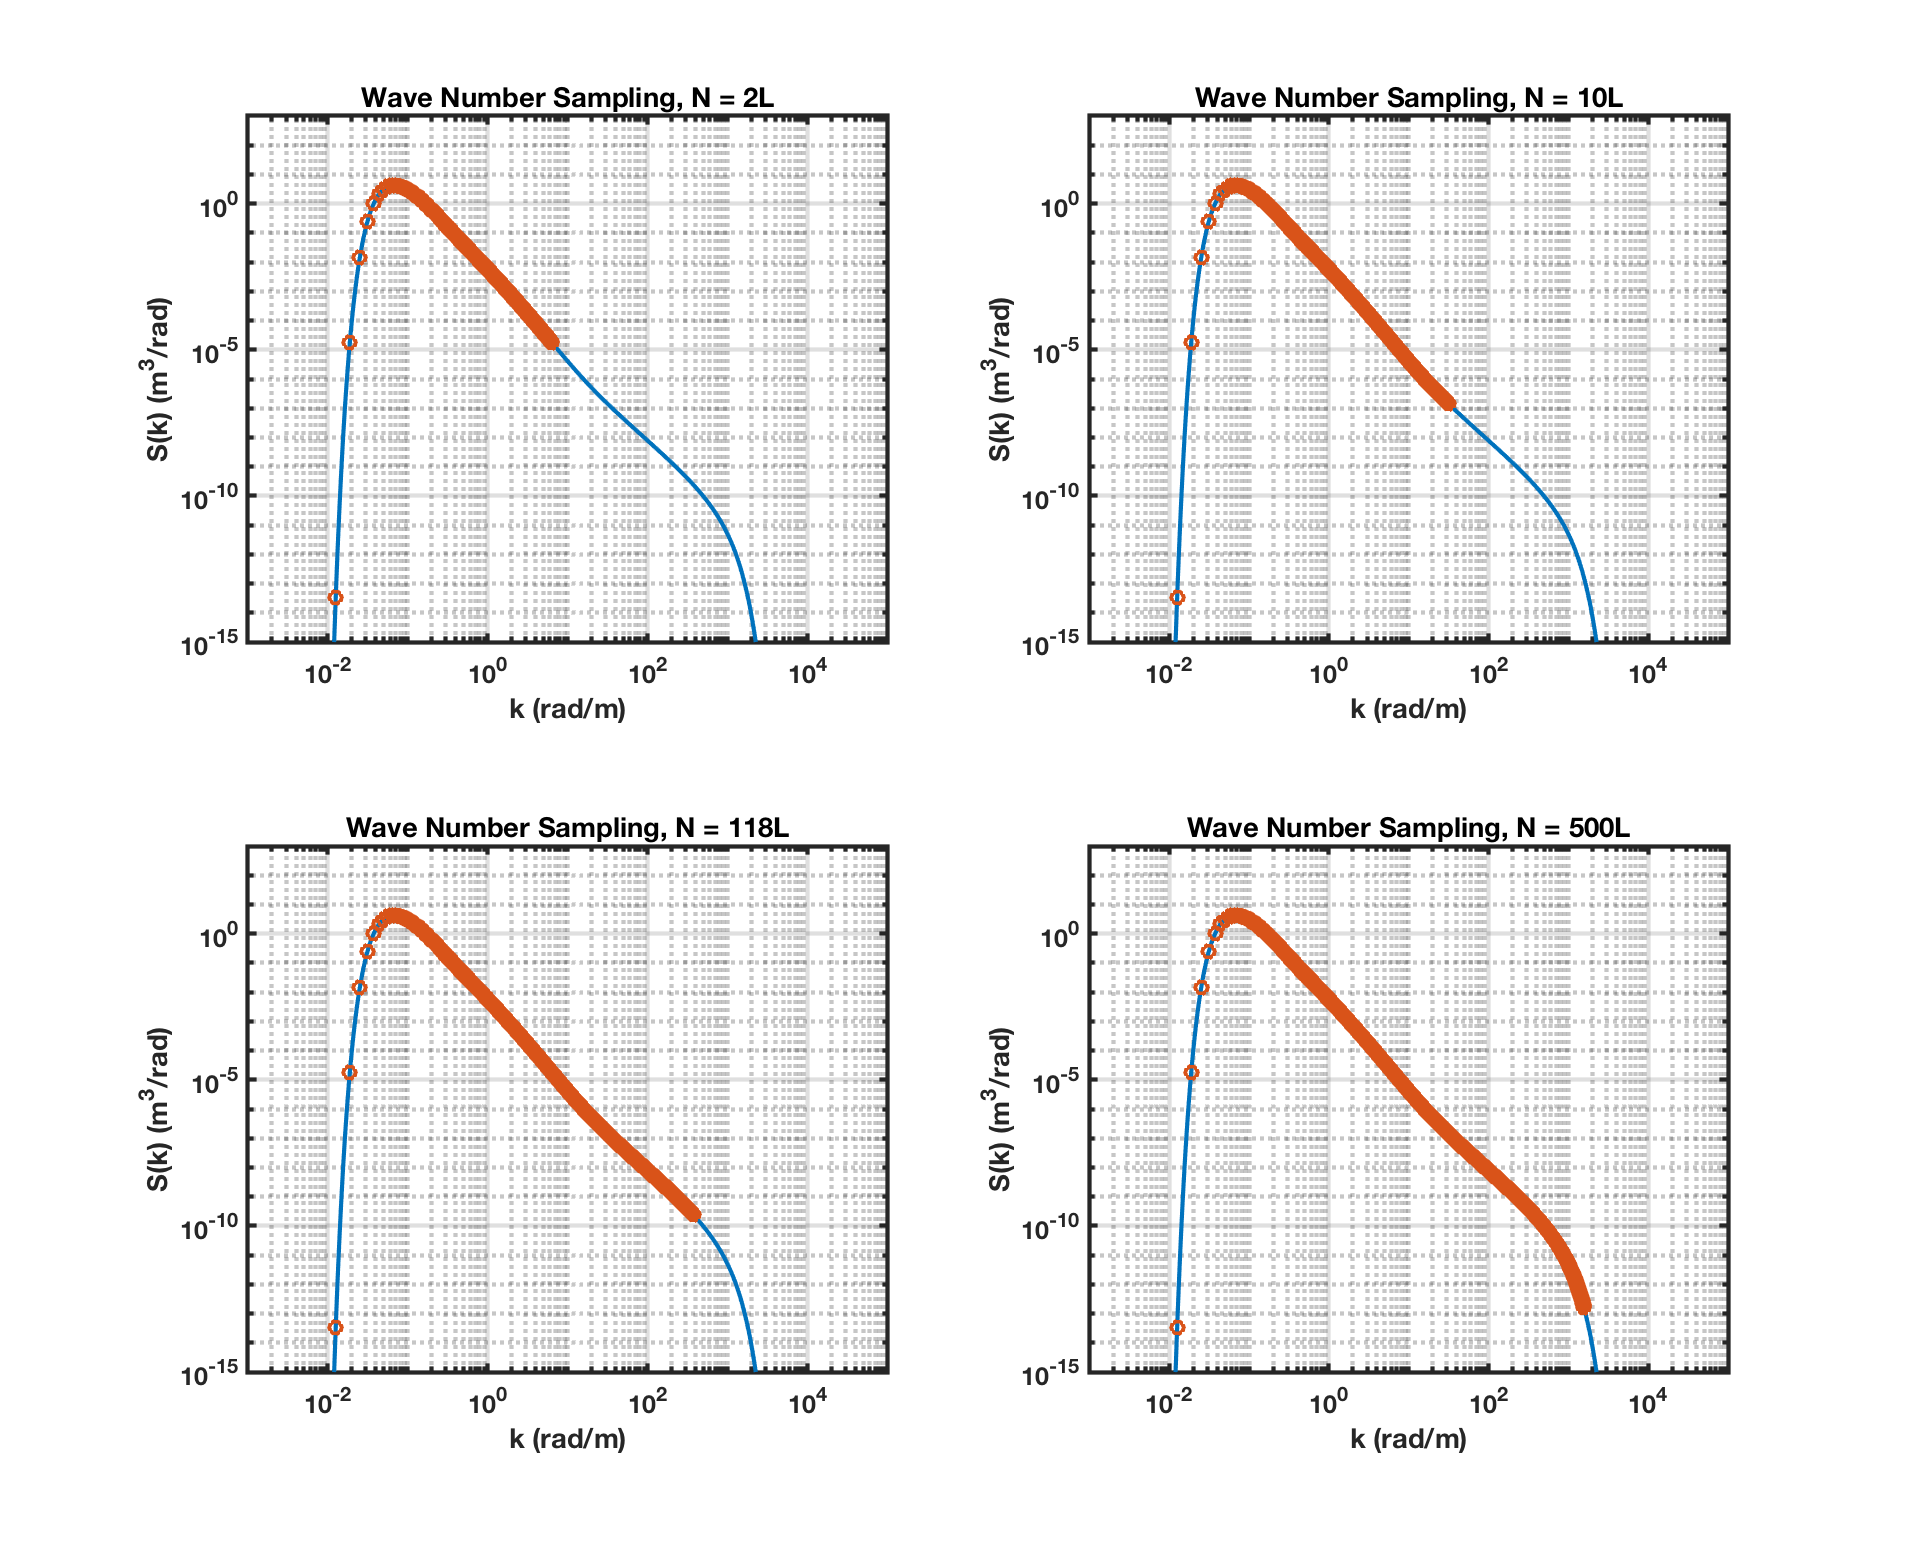 Wave Number Sampling, N = 2L
S(k) (m^3/rad)
10^0
10^-5
10^-10
10^-15
10^-2 10^0 10^2 10^4
k (rad/m)
Wave Number Sampling, N = 10L
S(k) (m^3/rad)
10^0
10^-5
10^-10
10^-15
10^-2 10^0 10^2 10^4
k (rad/m)
Wave Number Sampling, N = 118L
S(k) (m^3/rad)
10^0
10^-5
10^-10
10^-15
10^-2 10^0 10^2 10^4
k (rad/m)
Wave Number Sampling, N = 500L
S(k) (m^3/rad)
10^0
10^-5
10^-10
10^-15
10^-2 10^0 10^2 10^4
k (rad/m)